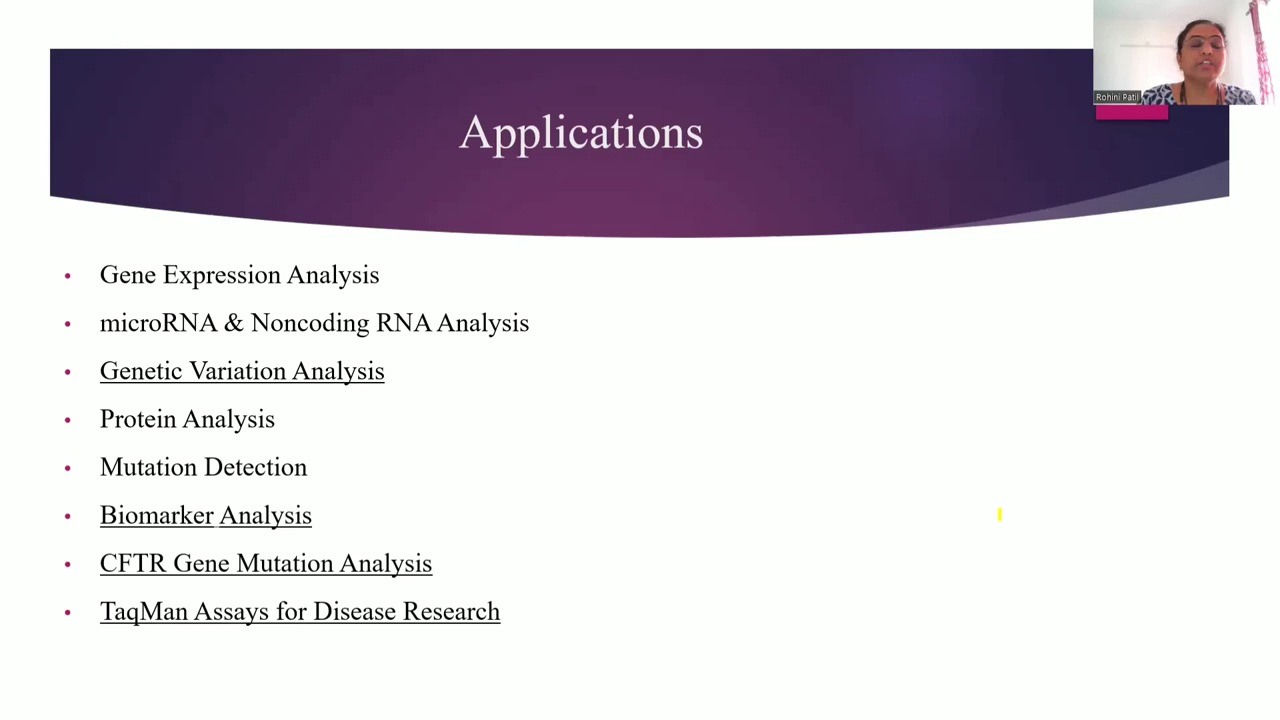 Rohini Patil
Applications
• Gene Expression Analysis
• microRNA & Noncoding RNA Analysis
• Genetic Variation Analysis
• Protein Analysis
• Mutation Detection
• Biomarker Analysis
• CFTR Gene Mutation Analysis
• TaqMan Assays for Disease Research